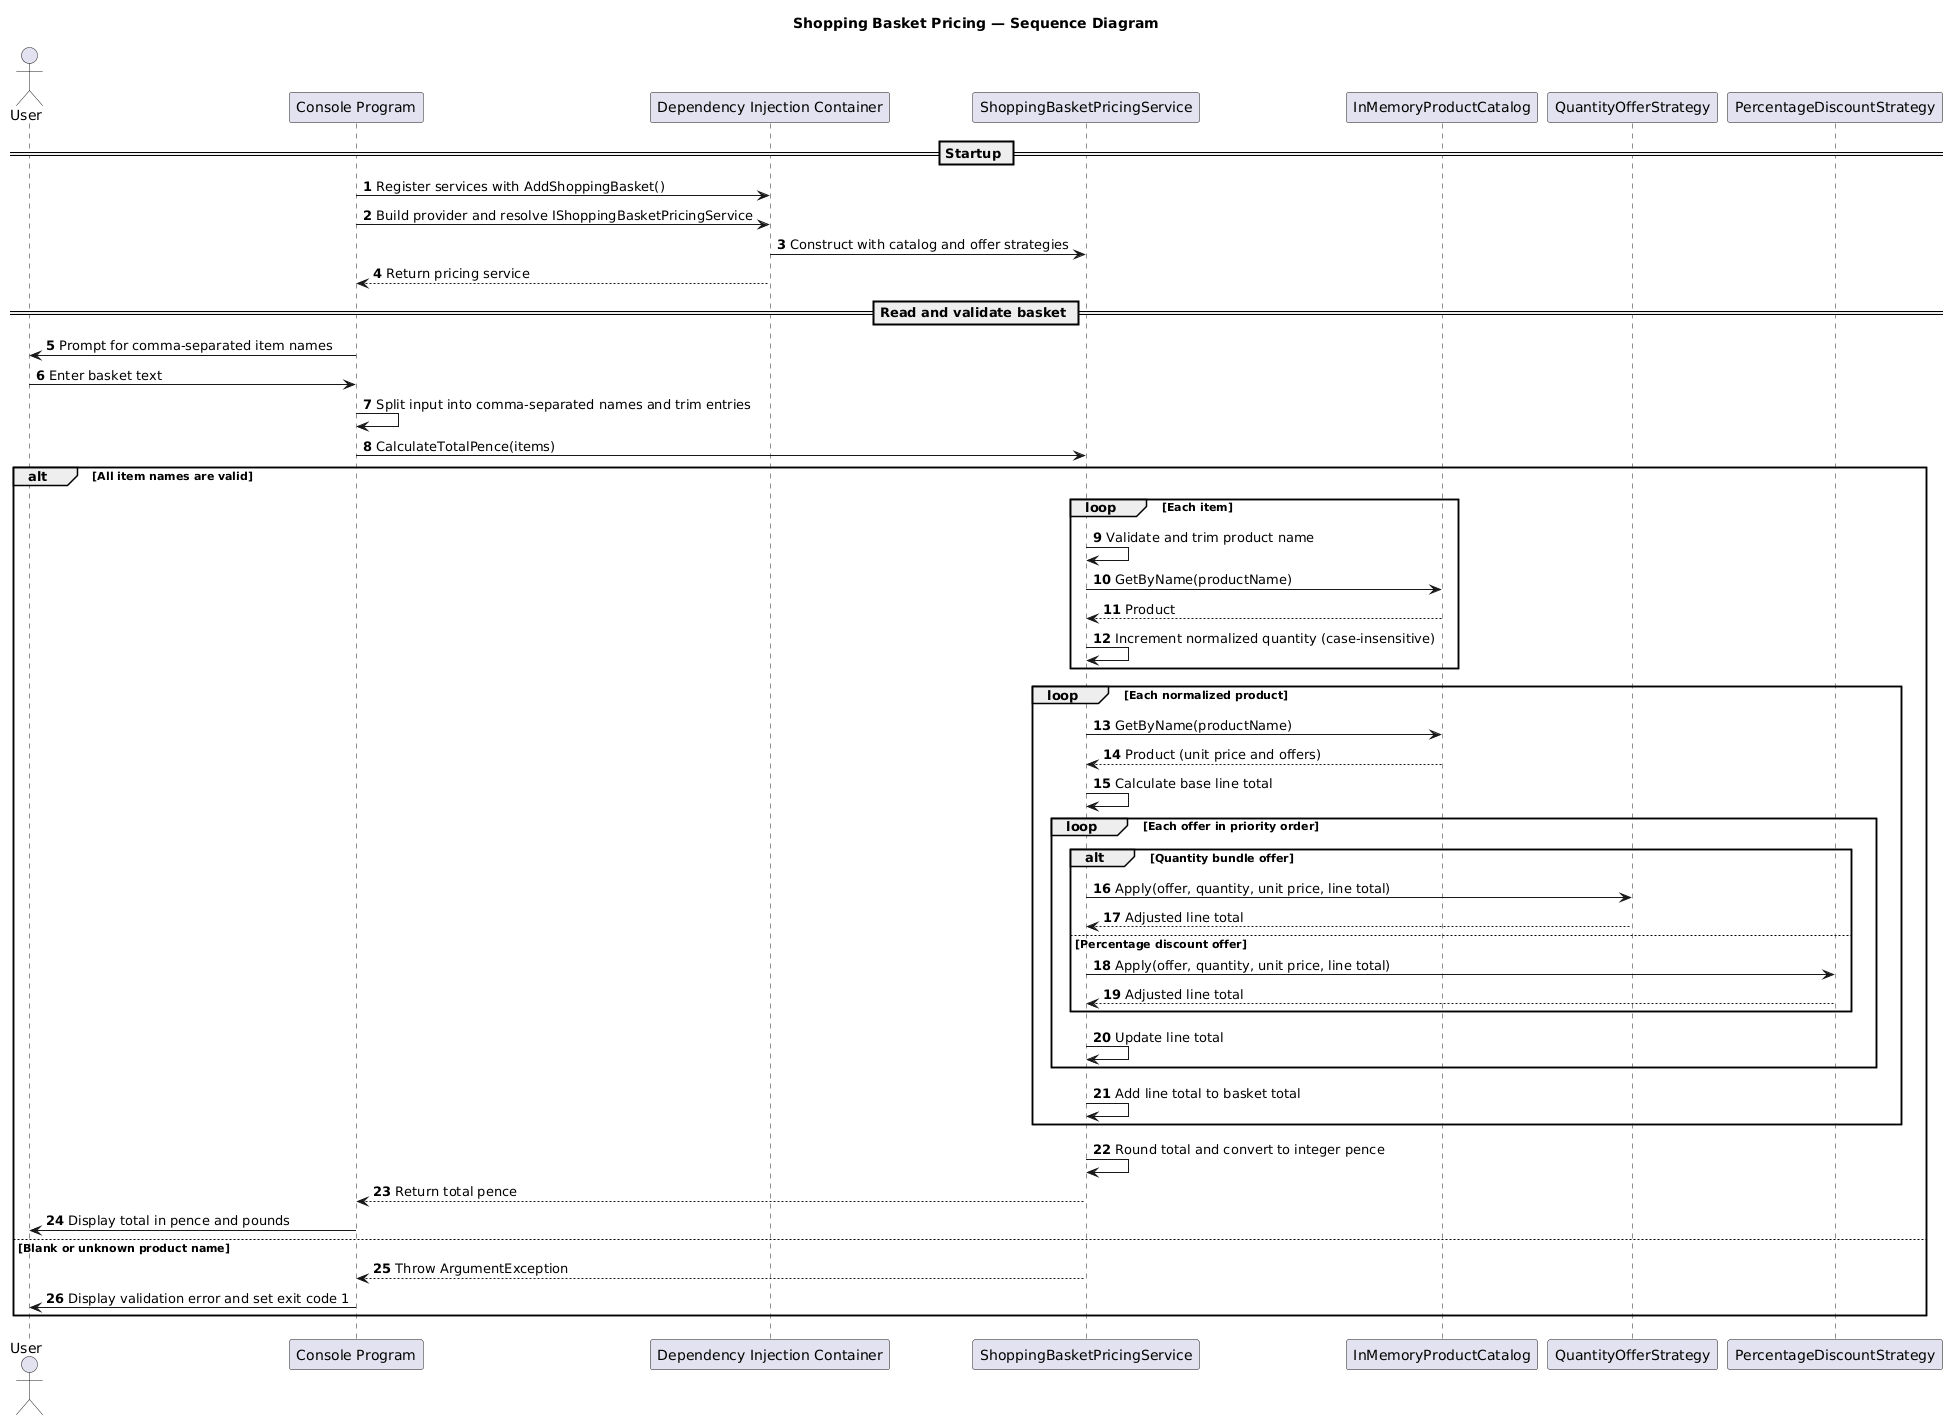 Shopping Basket Pricing — Sequence Diagram
User
Console Program
Dependency Injection Container
ShoppingBasketPricingService
InMemoryProductCatalog
QuantityOfferStrategy
PercentageDiscountStrategy
Startup
1 Register services with AddShoppingBasket()
2 Build provider and resolve IShoppingBasketPricingService
3 Construct with catalog and offer strategies
4 Return pricing service
Read and validate basket
5 Prompt for comma-separated item names
6 Enter basket text
7 Split input into comma-separated names and trim entries
8 CalculateTotalPence(items)
alt [All item names are valid]
loop [Each item]
9 Validate and trim product name
10 GetByName(productName)
11 Product
12 Increment normalized quantity (case-insensitive)
loop [Each normalized product]
13 GetByName(productName)
14 Product (unit price and offers)
15 Calculate base line total
loop [Each offer in priority order]
alt [Quantity bundle offer]
16 Apply(offer, quantity, unit price, line total)
17 Adjusted line total
[Percentage discount offer]
18 Apply(offer, quantity, unit price, line total)
19 Adjusted line total
20 Update line total
21 Add line total to basket total
22 Round total and convert to integer pence
23 Return total pence
24 Display total in pence and pounds
[Blank or unknown product name]
25 Throw ArgumentException
26 Display validation error and set exit code 1
User
Console Program
Dependency Injection Container
ShoppingBasketPricingService
InMemoryProductCatalog
QuantityOfferStrategy
PercentageDiscountStrategy